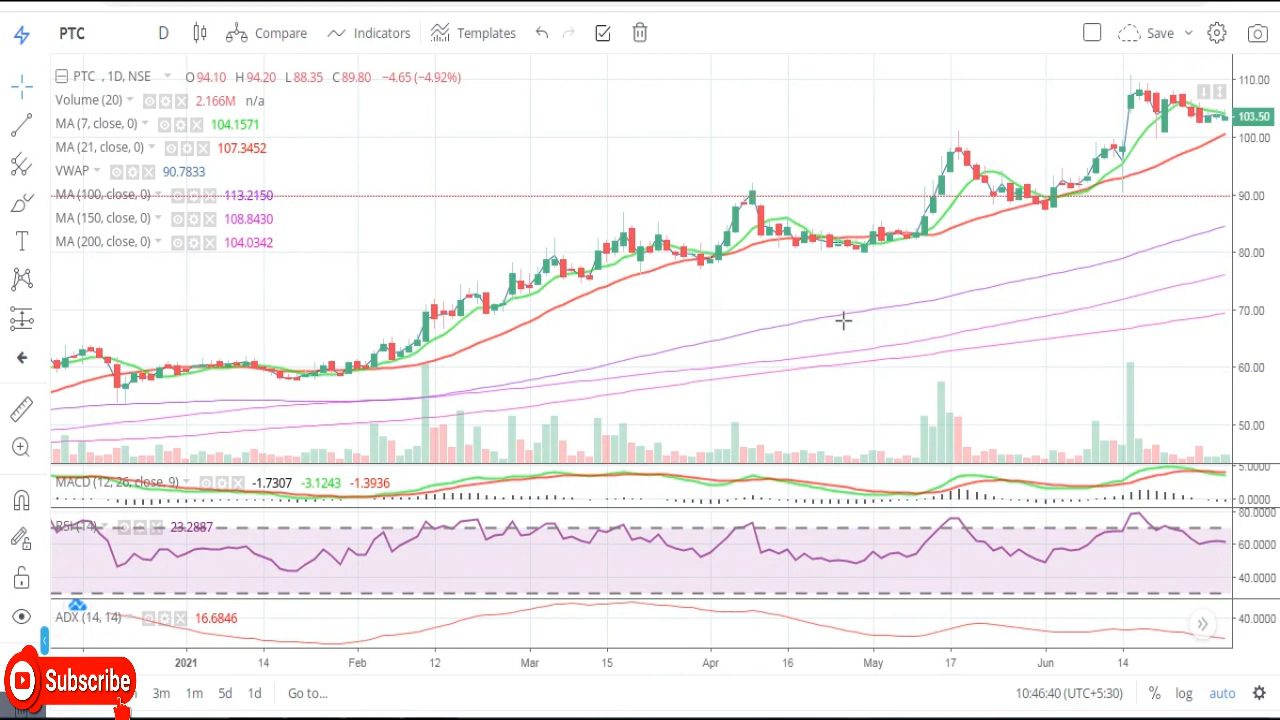 PTC D Compare Indicators Templates Save
PTC , 1D, NSE O 94.10 H 94.20 L 88.35 C 89.80 −4.65 (−4.92%)
Volume (20) 2.166M n/a
MA (7, close, 0) 104.1571
MA (21, close, 0) 107.3452
VWAP 90.7833
MA (100, close, 0) 113.2150
MA (150, close, 0) 108.8430
MA (200, close, 0) 104.0342
110.00
103.50
100.00
90.00
80.00
70.00
60.00
50.00
MACD (12, 26, close, 9) -1.7307 -3.1243 -1.3936
5.0000
0.0000
RSI (14) 23.2887
80.0000
60.0000
40.0000
ADX (14, 14) 16.6846
40.0000
2021 14 Feb 12 Mar 15 Apr 16 May 17 Jun 14
Subscribe
3m 1m 5d 1d Go to... 10:46:40 (UTC+5:30) % log auto